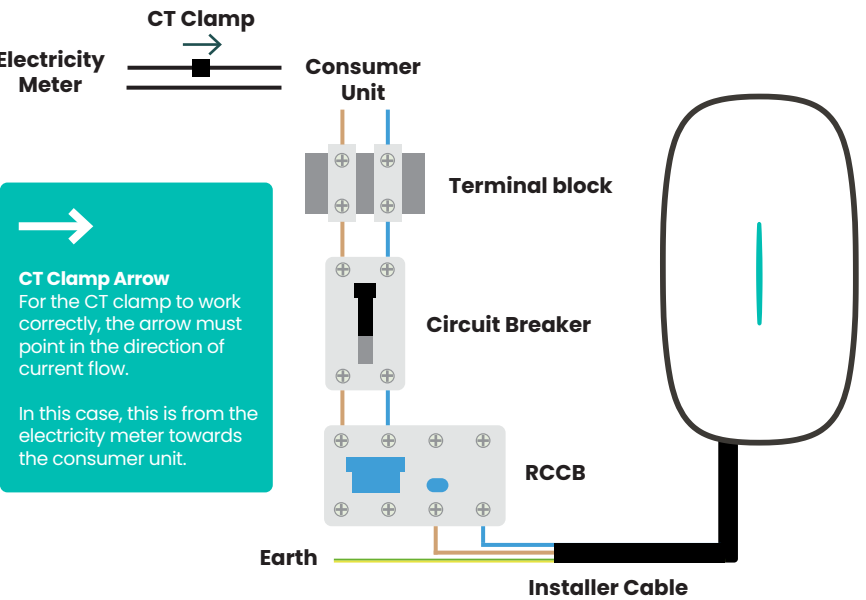 CT Clamp
Electricity
Meter
Consumer
Unit
Terminal block
CT Clamp Arrow
For the CT clamp to work
correctly, the arrow must
point in the direction of
current flow.
In this case, this is from the
electricity meter towards
the consumer unit.
Circuit Breaker
RCCB
Earth
Installer Cable